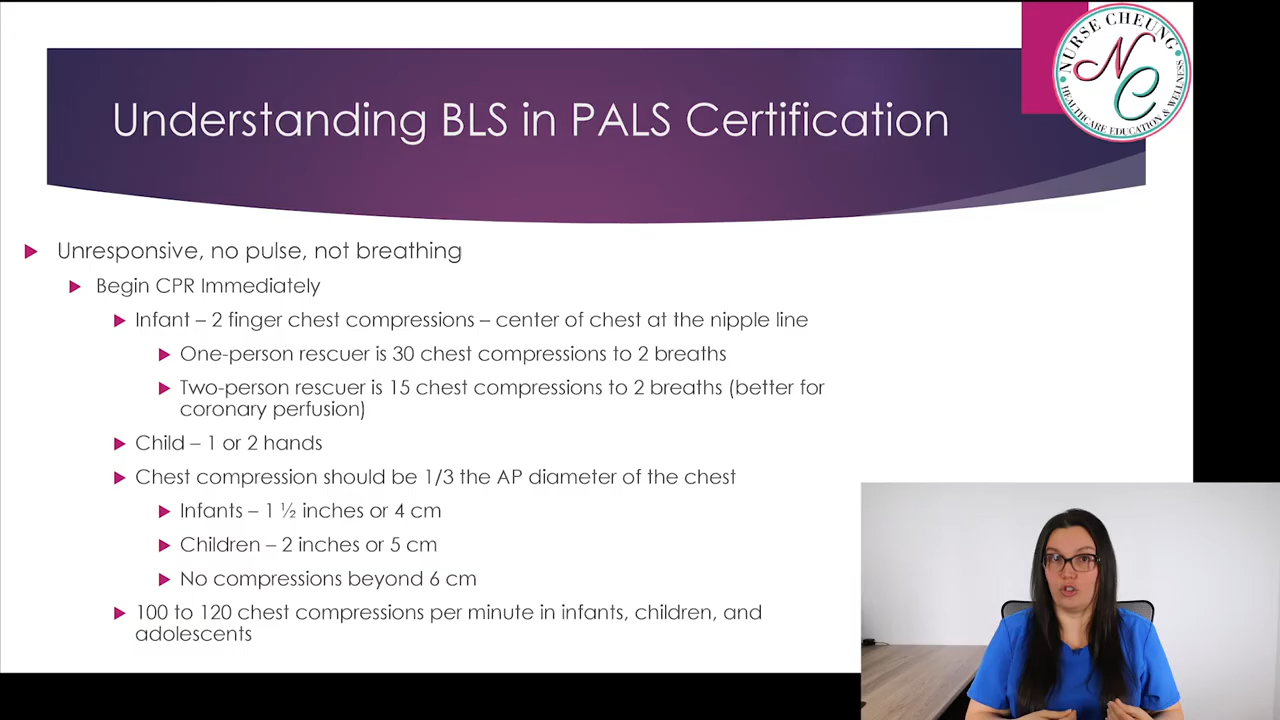 NURSE CHEUNG
NC
HEALTHCARE EDUCATION & WELLNESS
Understanding BLS in PALS Certification
Unresponsive, no pulse, not breathing
Begin CPR Immediately
Infant – 2 finger chest compressions – center of chest at the nipple line
One-person rescuer is 30 chest compressions to 2 breaths
Two-person rescuer is 15 chest compressions to 2 breaths (better for
coronary perfusion)
Child – 1 or 2 hands
Chest compression should be 1/3 the AP diameter of the chest
Infants – 1 ½ inches or 4 cm
Children – 2 inches or 5 cm
No compressions beyond 6 cm
100 to 120 chest compressions per minute in infants, children, and
adolescents